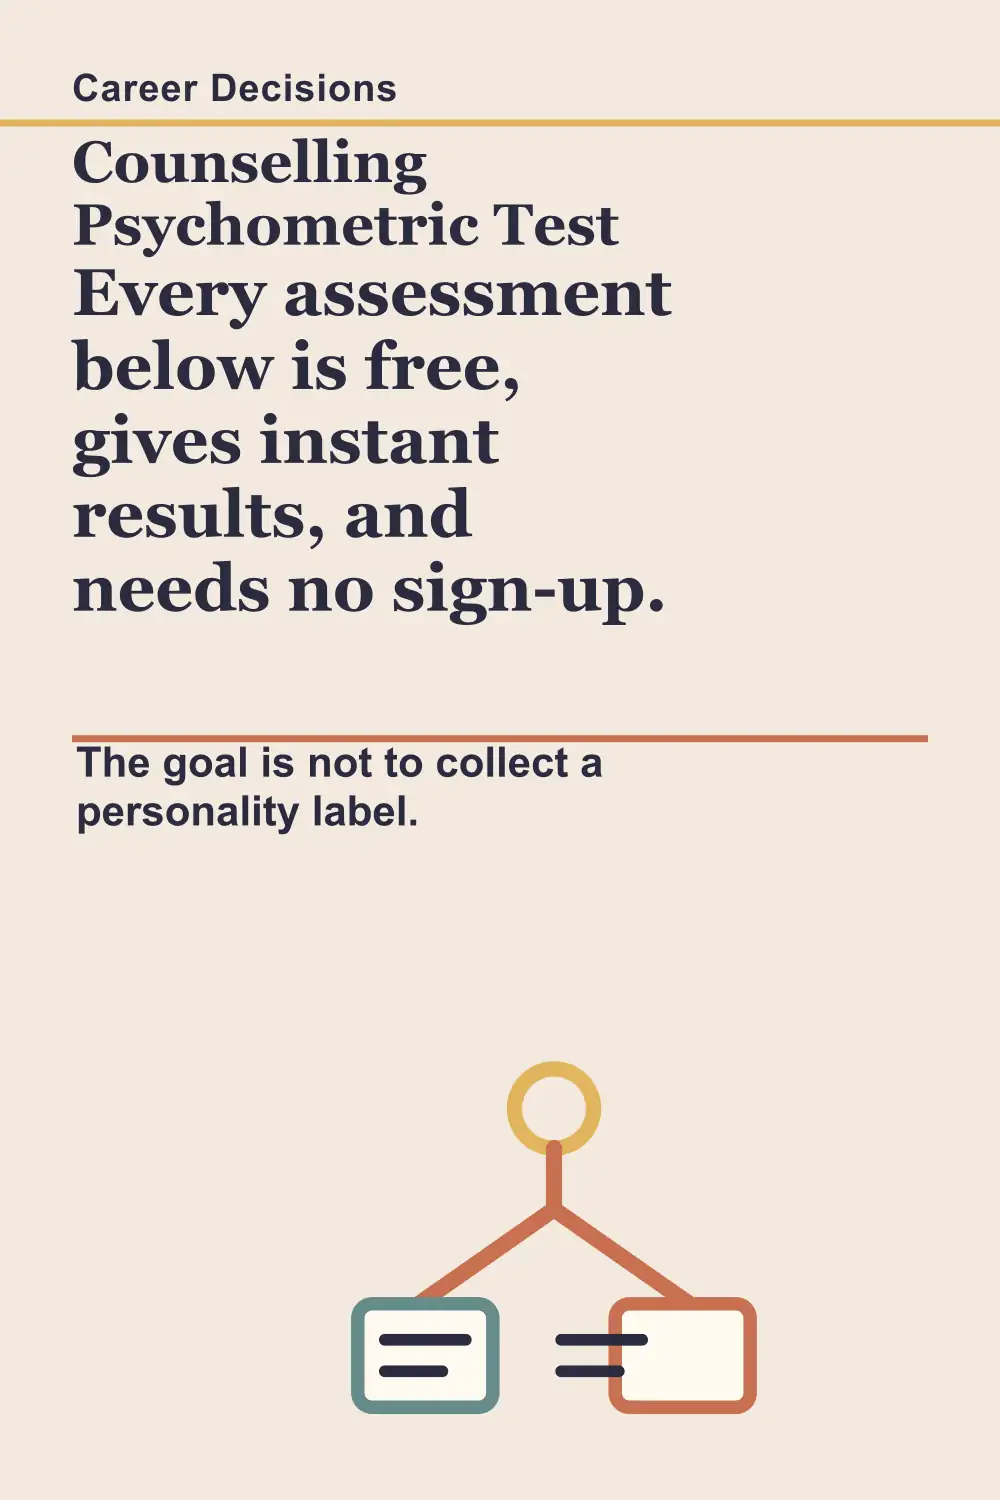 Career Decisions
Counselling
Psychometric Test
Every assessment
below is free,
gives instant
results, and
needs no sign-up.
The goal is not to collect a
personality label.